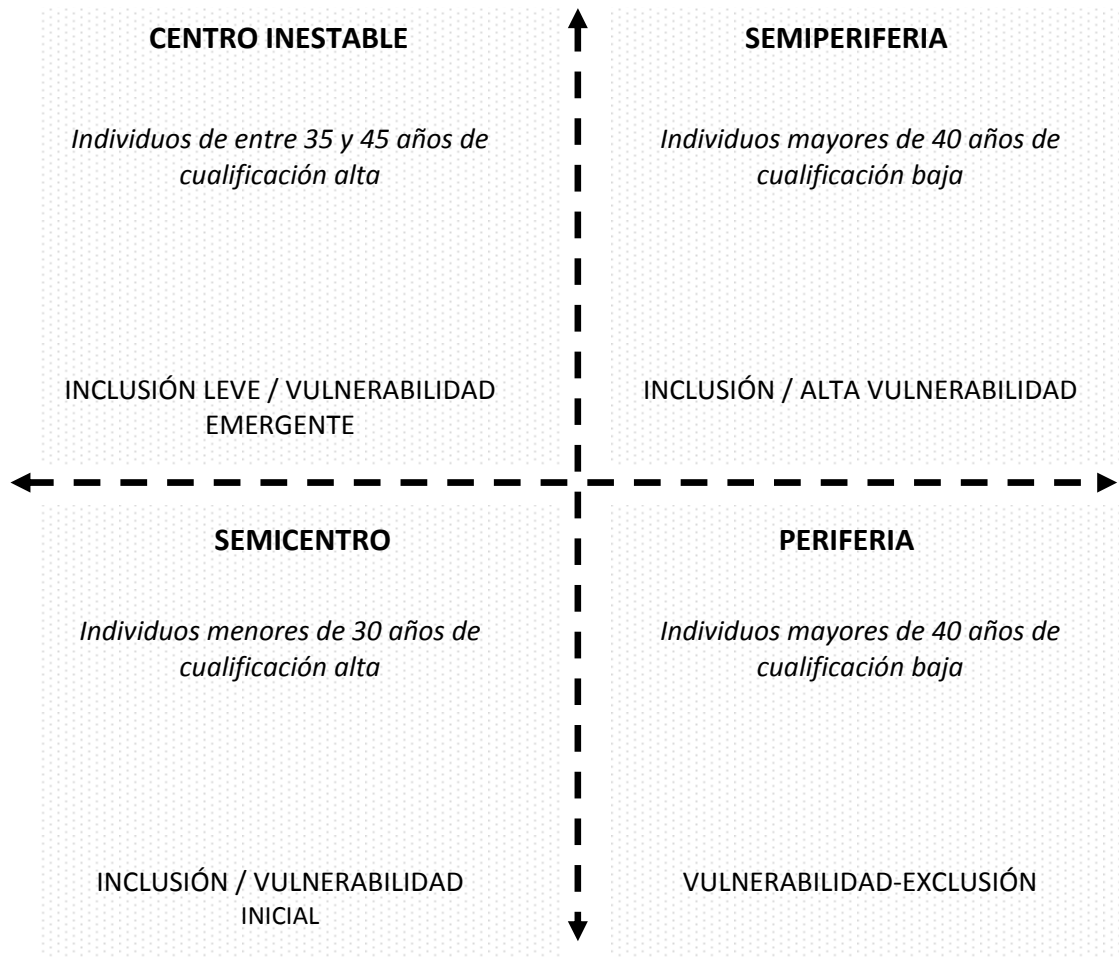 CENTRO INESTABLE
Individuos de entre 35 y 45 años de
cualificación alta
INCLUSIÓN LEVE / VULNERABILIDAD
EMERGENTE
SEMIPERIFERIA
Individuos mayores de 40 años de
cualificación baja
INCLUSIÓN / ALTA VULNERABILIDAD
SEMICENTRO
Individuos menores de 30 años de
cualificación alta
INCLUSIÓN / VULNERABILIDAD
INICIAL
PERIFERIA
Individuos mayores de 40 años de
cualificación baja
VULNERABILIDAD-EXCLUSIÓN